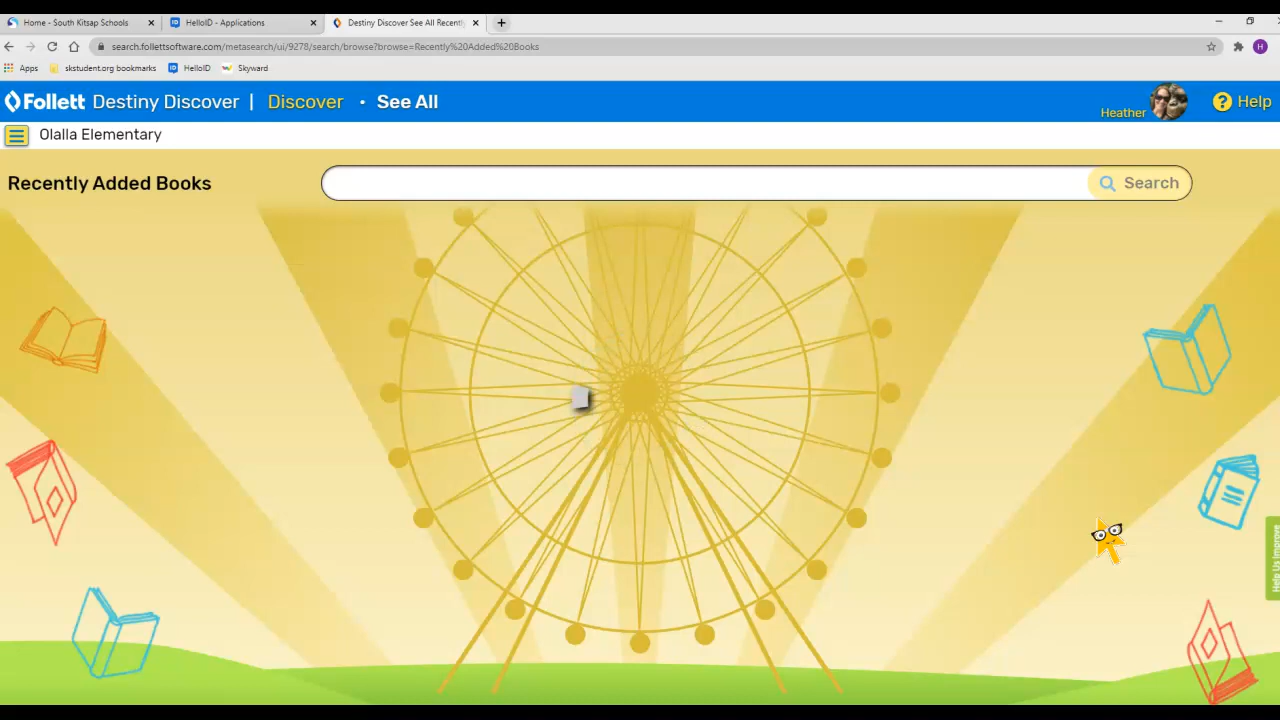 Home - South Kitsap Schools
HelloID - Applications
Destiny Discover See All Recently
search.follettsoftware.com/metasearch/ui/9278/search/browse?browse=Recently%20Added%20Books
H
Apps
skstudent.org bookmarks
HelloID
Skyward
Follett Destiny Discover | Discover • See All
Heather
? Help
Olalla Elementary
Recently Added Books
Search
Help Us Improve